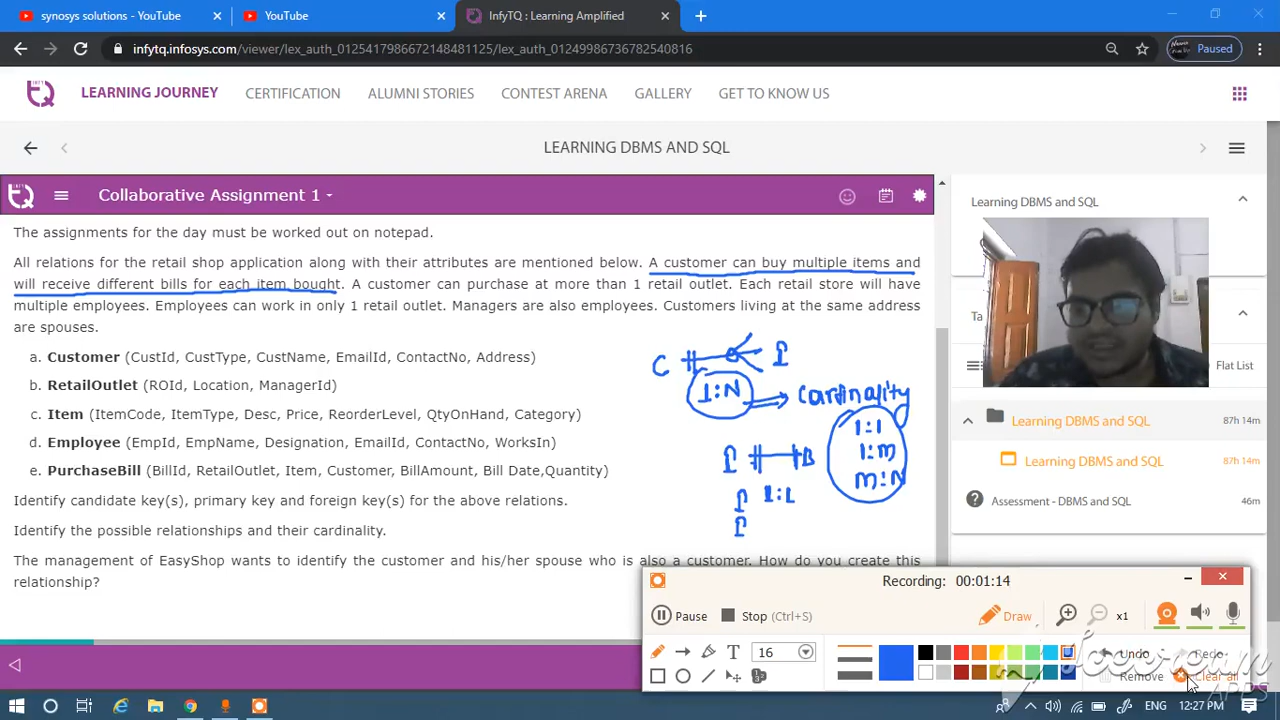 synosys solutions - YouTube
YouTube
InfyTQ : Learning Amplified
infytq.infosys.com/viewer/lex_auth_012541798667214848​1125/lex_auth_01249986736782540816
Paused
LEARNING JOURNEY
CERTIFICATION
ALUMNI STORIES
CONTEST ARENA
GALLERY
GET TO KNOW US
LEARNING DBMS AND SQL
Collaborative Assignment 1
The assignments for the day must be worked out on notepad.
All relations for the retail shop application along with their attributes are mentioned below. A customer can buy multiple items and
will receive different bills for each item bought. A customer can purchase at more than 1 retail outlet. Each retail store will have
multiple employees. Employees can work in only 1 retail outlet. Managers are also employees. Customers living at the same address
are spouses.
a. Customer (CustId, CustType, CustName, EmailId, ContactNo, Address)
b. RetailOutlet (ROId, Location, ManagerId)
c. Item (ItemCode, ItemType, Desc, Price, ReorderLevel, QtyOnHand, Category)
d. Employee (EmpId, EmpName, Designation, EmailId, ContactNo, WorksIn)
e. PurchaseBill (BillId, RetailOutlet, Item, Customer, BillAmount, Bill Date,Quantity)
Identify candidate key(s), primary key and foreign key(s) for the above relations.
Identify the possible relationships and their cardinality.
The management of EasyShop wants to identify the customer and his/her spouse who is also a customer. How do you create this
relationship?
C I
1:N cardinality
1:1
1:m
m:N
I B
I 1:1
I
Learning DBMS and SQL
Ta
Flat List
Learning DBMS and SQL
87h 14m
Learning DBMS and SQL
87h 14m
Assessment - DBMS and SQL
46m
Recording: 00:01:14
Pause
Stop (Ctrl+S)
Draw
x1
16
Undo
Redo
Remove
Clear all
Icecream
APPS
ENG
12:27 PM